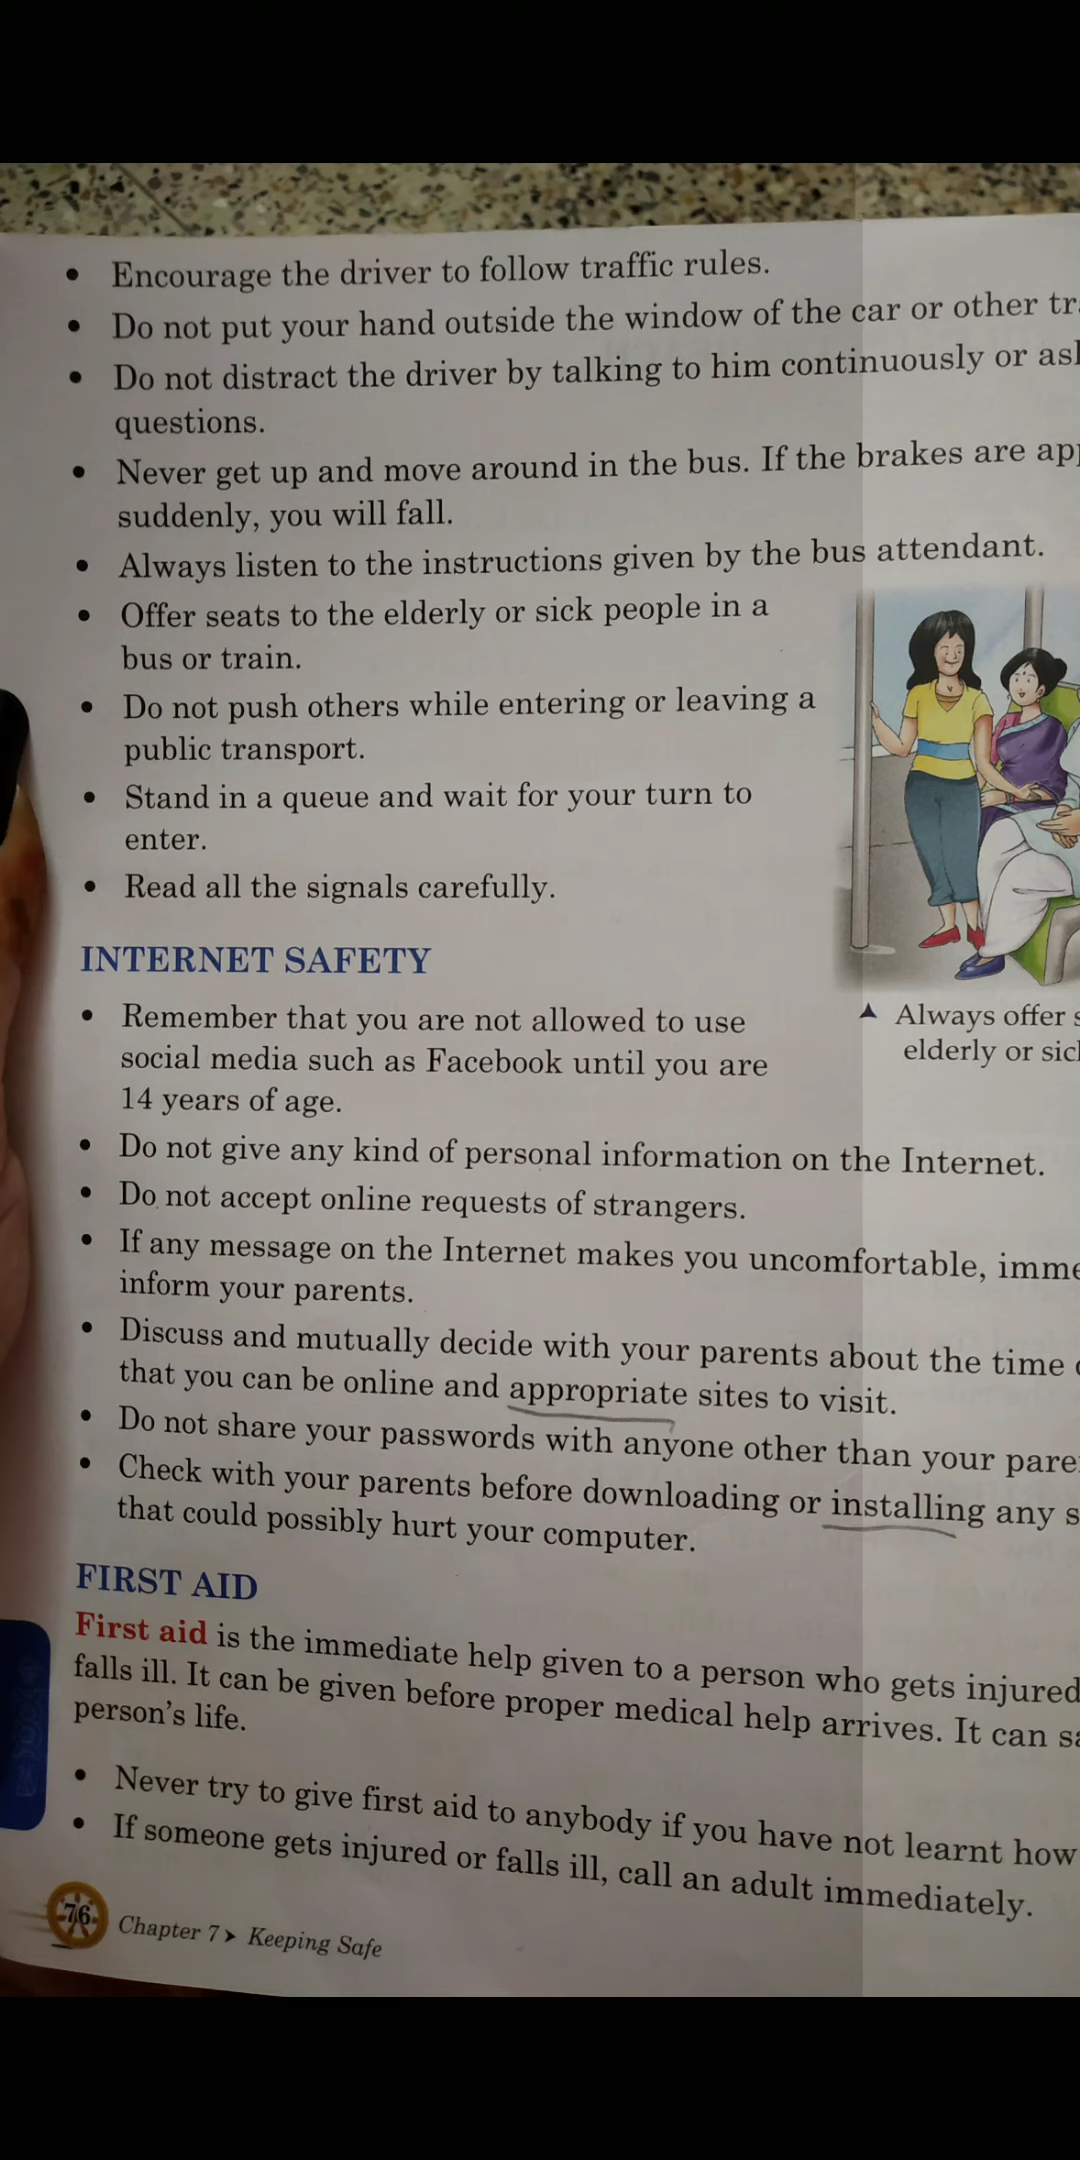 • Encourage the driver to follow traffic rules.
• Do not put your hand outside the window of the car or other
• Do not distract the driver by talking to him continuously or
questions.
• Never get up and move around in the bus. If the brakes are
suddenly, you will fall.
• Always listen to the instructions given by the bus attendant.
• Offer seats to the elderly or sick people in a
bus or train.
• Do not push others while entering or leaving a
public transport.
• Stand in a queue and wait for your turn to
enter.
• Read all the signals carefully.
INTERNET SAFETY
• Remember that you are not allowed to use
social media such as Facebook until you are
14 years of age.
▲ Always offer
elderly or
• Do not give any kind of personal information on the Internet.
• Do not accept online requests of strangers.
• If any message on the Internet makes you uncomfortable,
inform your parents.
• Discuss and mutually decide with your parents about the time
that you can be online and appropriate sites to visit.
• Do not share your passwords with anyone other than your
• Check with your parents before downloading or installing any
that could possibly hurt your computer.
FIRST AID
First aid is the immediate help given to a person who gets injured
falls ill. It can be given before proper medical help arrives. It can
person's life.
• Never try to give first aid to anybody if you have not learnt how
• If someone gets injured or falls ill, call an adult immediately.
76
Chapter 7 ➤ Keeping Safe